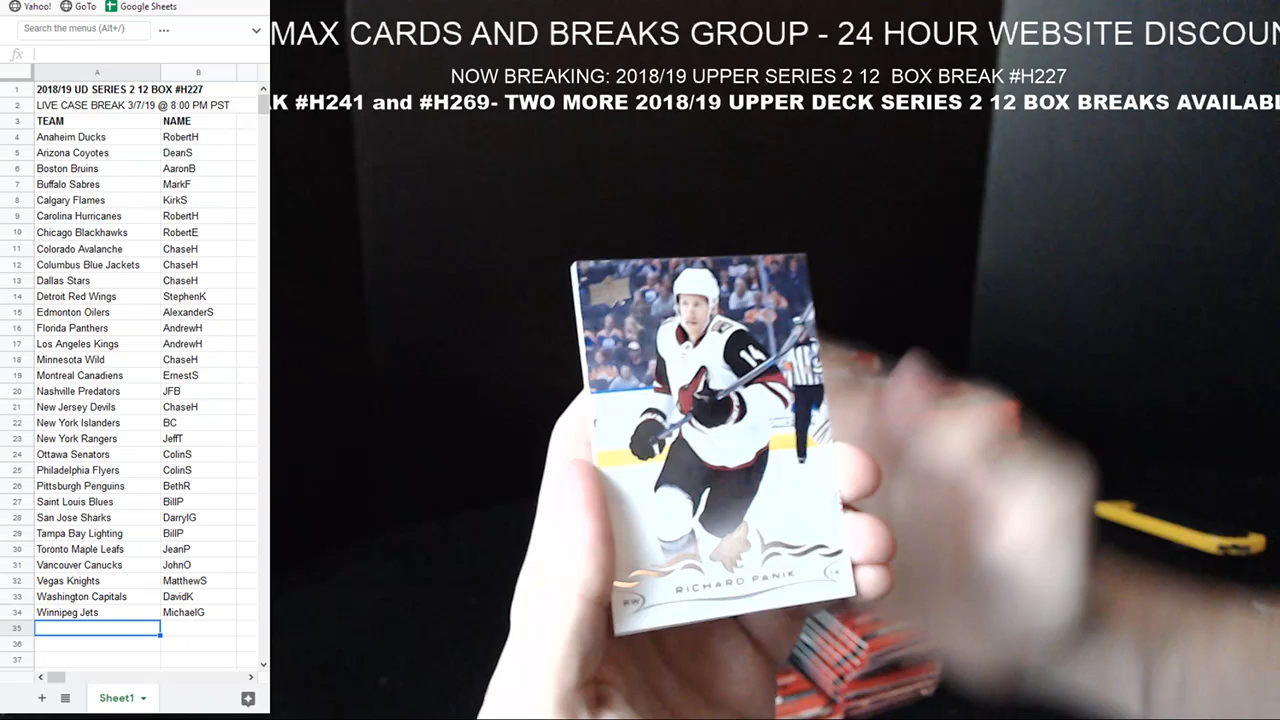 Yahoo! GoTo Google Sheets
Search the menus (Alt+/)
fx
A B
1 2018/19 UD SERIES 2 12 BOX #H227
2 LIVE CASE BREAK 3/7/19 @ 8:00 PM PST
3 TEAM NAME
4 Anaheim Ducks RobertH
5 Arizona Coyotes DeanS
6 Boston Bruins AaronB
7 Buffalo Sabres MarkF
8 Calgary Flames KirkS
9 Carolina Hurricanes RobertH
10 Chicago Blackhawks RobertE
11 Colorado Avalanche ChaseH
12 Columbus Blue Jackets ChaseH
13 Dallas Stars ChaseH
14 Detroit Red Wings StephenK
15 Edmonton Oilers AlexanderS
16 Florida Panthers AndrewH
17 Los Angeles Kings AndrewH
18 Minnesota Wild ChaseH
19 Montreal Canadiens ErnestS
20 Nashville Predators JFB
21 New Jersey Devils ChaseH
22 New York Islanders BC
23 New York Rangers JeffT
24 Ottawa Senators ColinS
25 Philadelphia Flyers ColinS
26 Pittsburgh Penguins BethR
27 Saint Louis Blues BillP
28 San Jose Sharks DarrylG
29 Tampa Bay Lighting BillP
30 Toronto Maple Leafs JeanP
31 Vancouver Canucks JohnO
32 Vegas Knights MatthewS
33 Washington Capitals DavidK
34 Winnipeg Jets MichaelG
35
36
37
Sheet1
MAX CARDS AND BREAKS GROUP - 24 HOUR WEBSITE DISCOUN
NOW BREAKING: 2018/19 UPPER SERIES 2 12 BOX BREAK #H227
K #H241 and #H269- TWO MORE 2018/19 UPPER DECK SERIES 2 12 BOX BREAKS AVAILABL
14
RW RICHARD PANIK 14